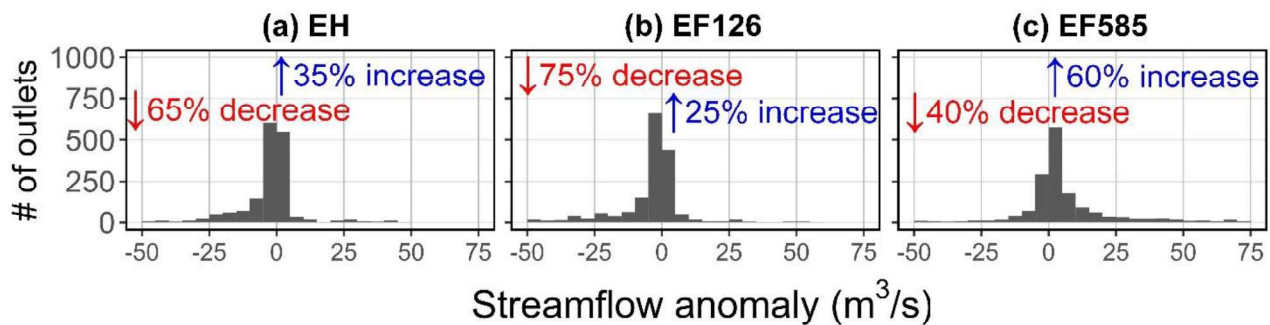 (a) EH
(b) EF126
(c) EF585
# of outlets
1000
750
500
250
0
↑35% increase
↓65% decrease
↓75% decrease
↑25% increase
↑60% increase
↓40% decrease
-50 -25 0 25 50 75
-50 -25 0 25 50 75
-50 -25 0 25 50 75
Streamflow anomaly (m³/s)